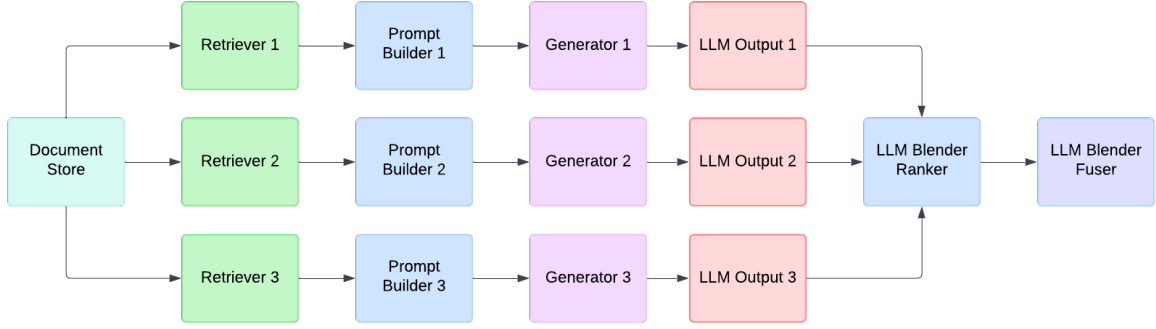 Retriever 1
Prompt
Builder 1
Generator 1
LLM Output 1
Document
Store
Retriever 2
Prompt
Builder 2
Generator 2
LLM Output 2
LLM Blender
Ranker
LLM Blender
Fuser
Retriever 3
Prompt
Builder 3
Generator 3
LLM Output 3